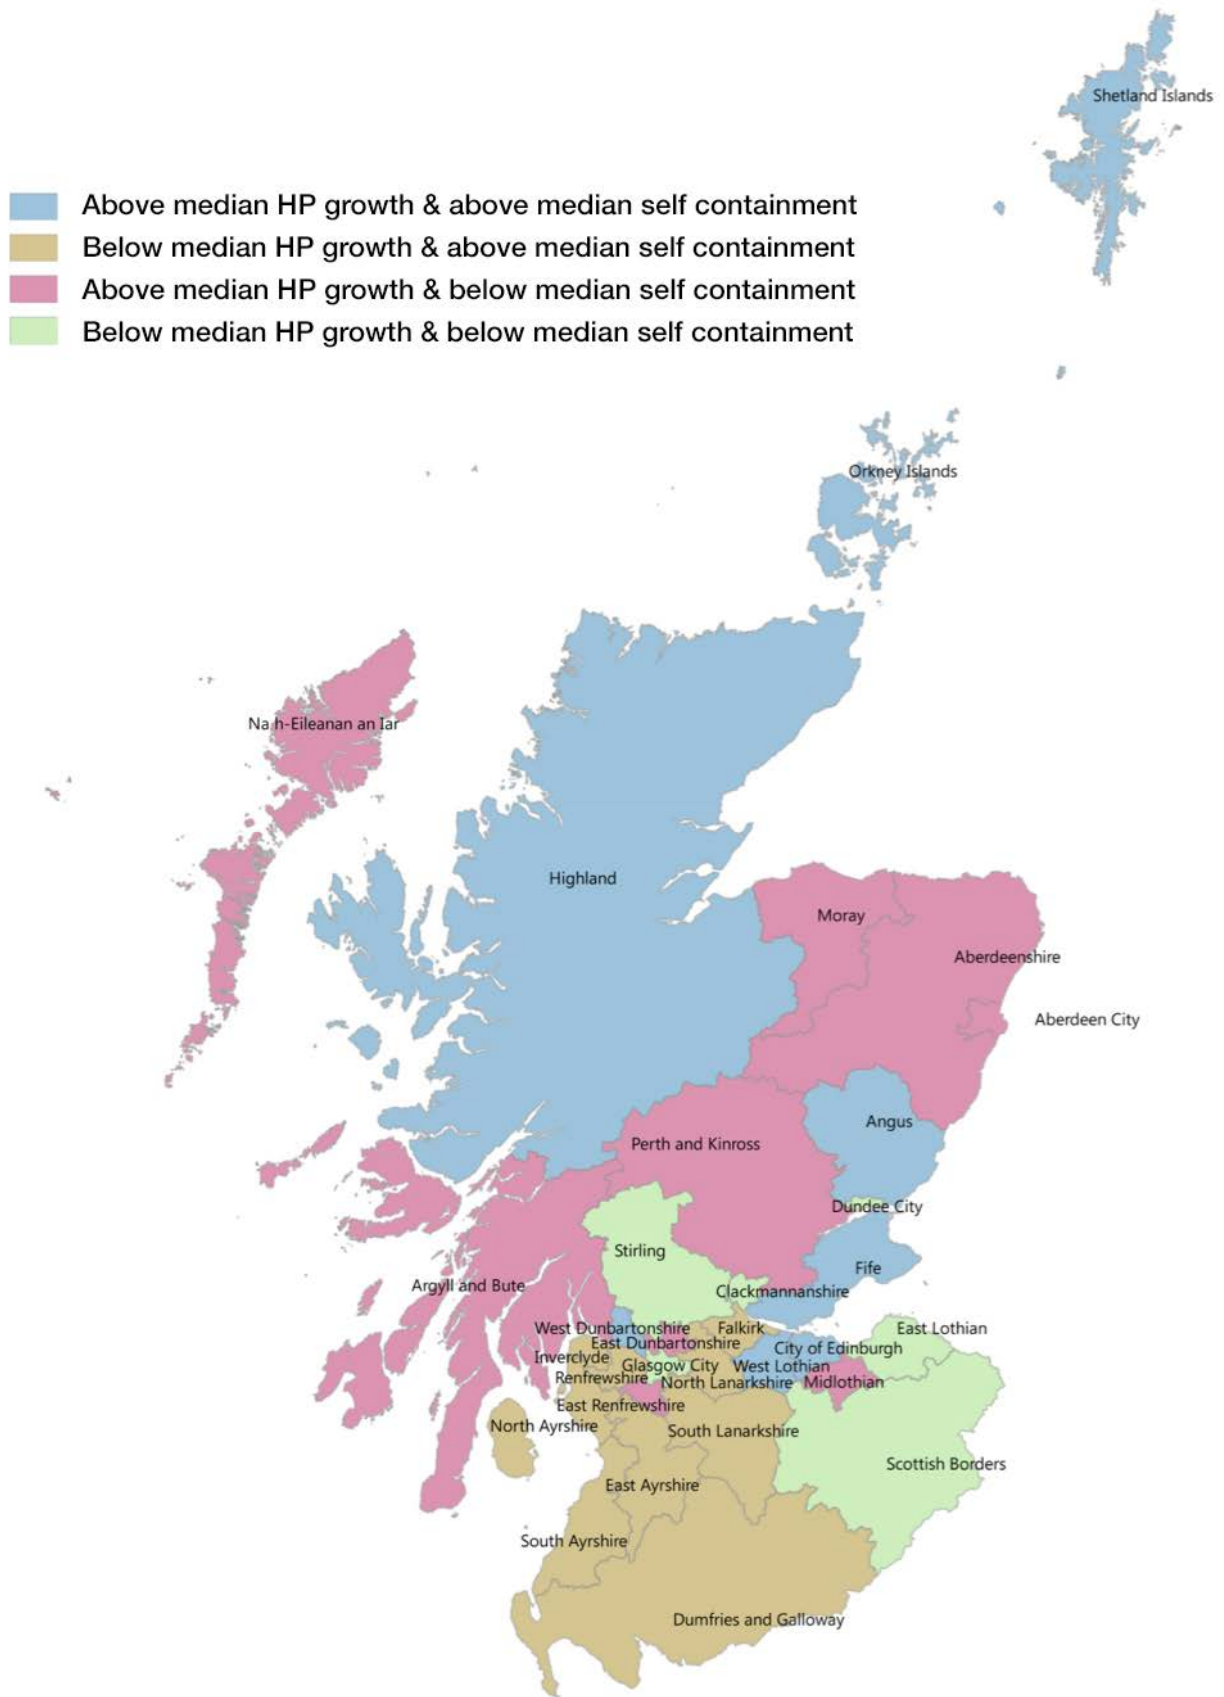 Shetland Islands
Above median HP growth & above median self containment
Below median HP growth & above median self containment
Above median HP growth & below median self containment
Below median HP growth & below median self containment
Orkney Islands
Na h-Eileanan an Iar
Highland
Moray
Aberdeenshire
Aberdeen City
Angus
Perth and Kinross
Dundee City
Stirling
Fife
Argyll and Bute
Clackmannanshire
West Dunbartonshire
Falkirk
East Lothian
East Dunbartonshire
City of Edinburgh
Inverclyde
Glasgow City
West Lothian
Renfrewshire
North Lanarkshire
Midlothian
East Renfrewshire
North Ayrshire
South Lanarkshire
Scottish Borders
East Ayrshire
South Ayrshire
Dumfries and Galloway